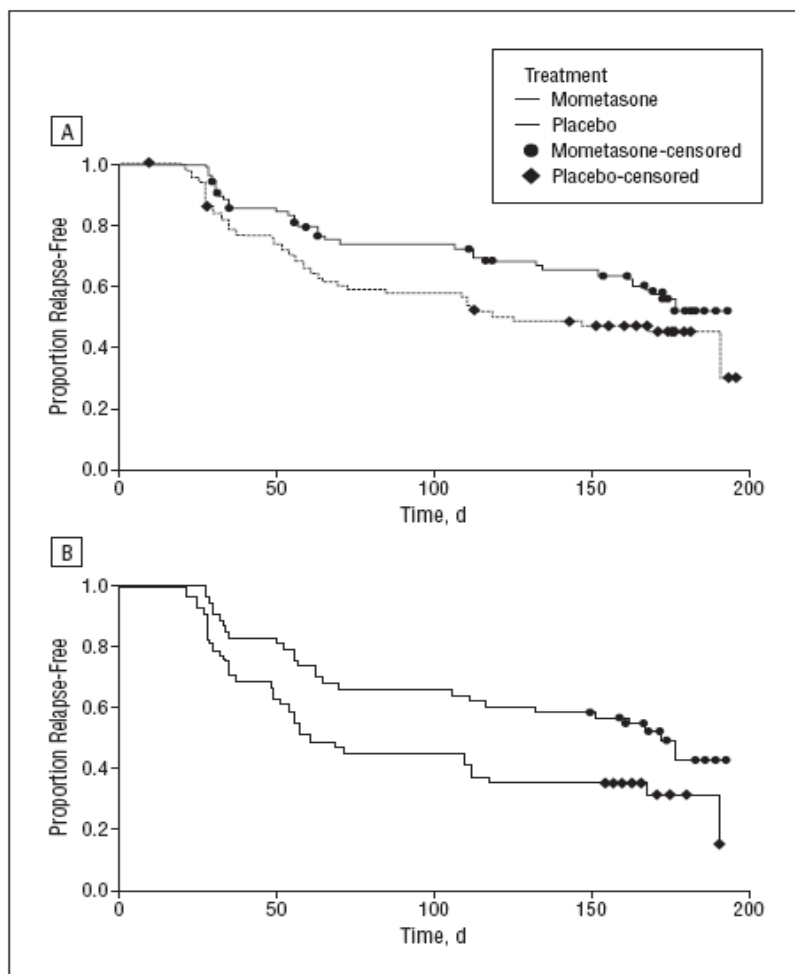 Treatment
Mometasone
Placebo
Mometasone-censored
Placebo-censored
A
1.0
0.8
0.6
0.4
0.2
0.0
Proportion Relapse-Free
0
50
100
150
200
Time, d
B
1.0
0.8
0.6
0.4
0.2
0.0
Proportion Relapse-Free
0
50
100
150
200
Time, d